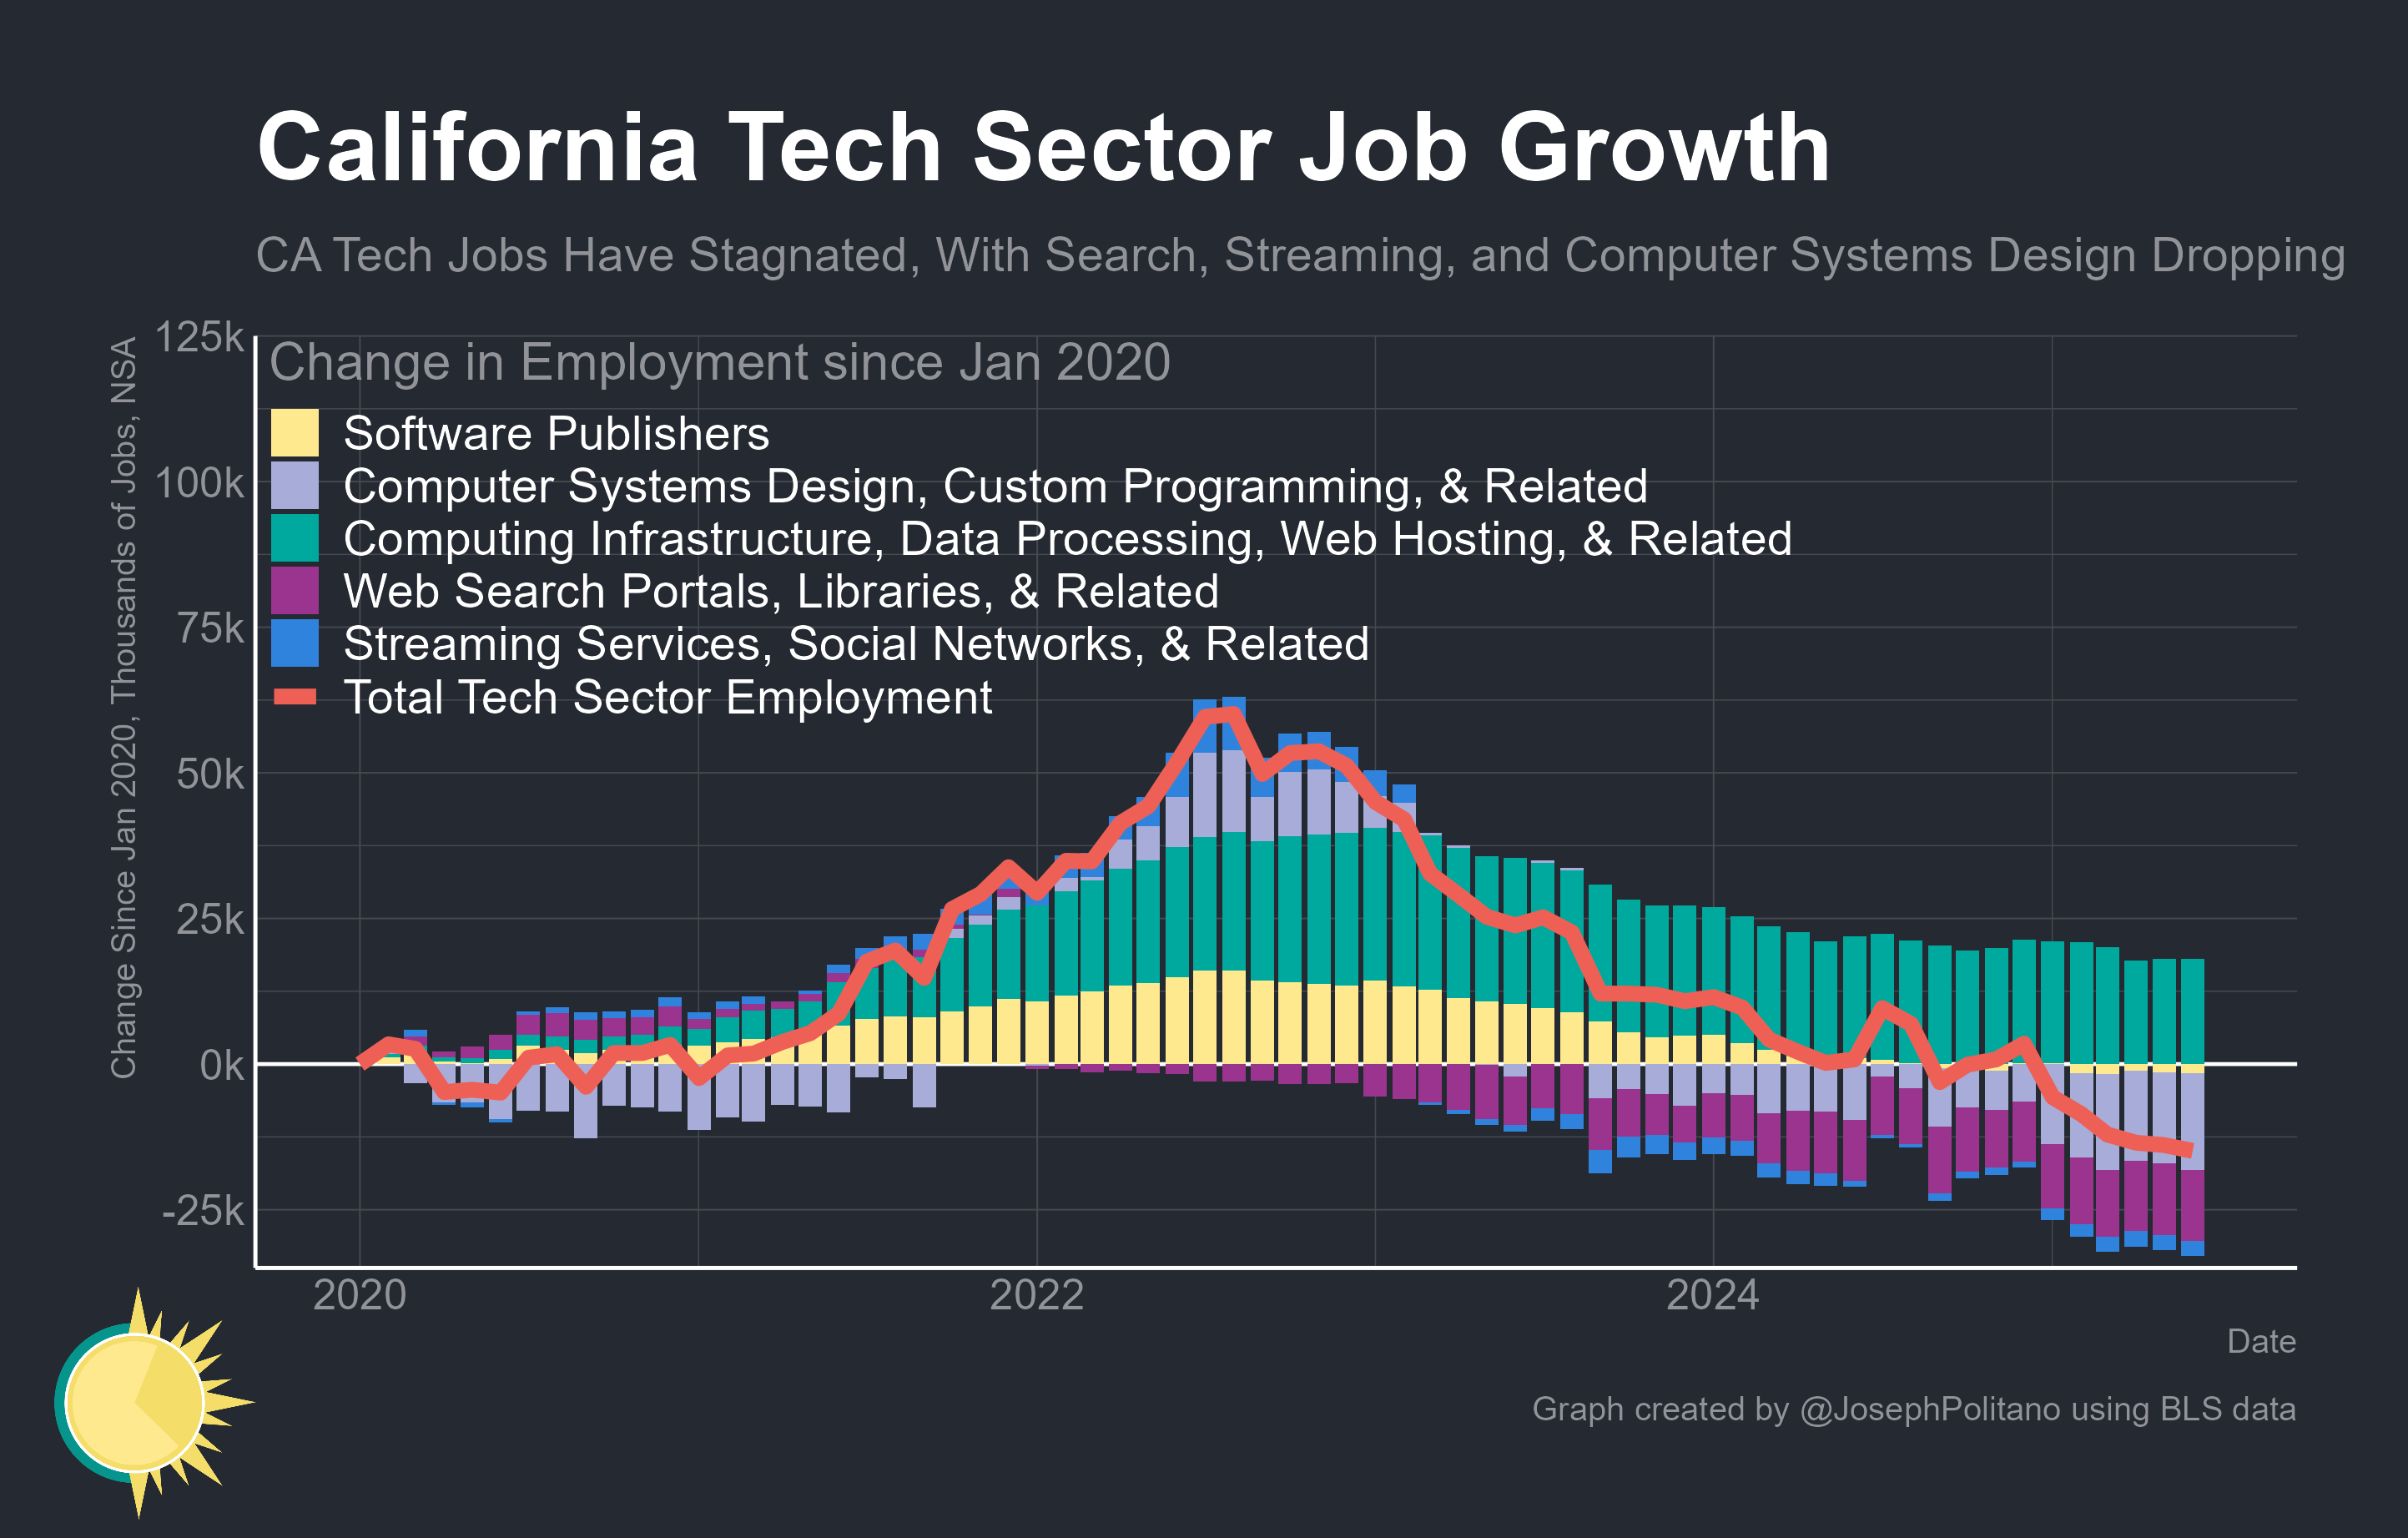 California Tech Sector Job Growth
CA Tech Jobs Have Stagnated, With Search, Streaming, and Computer Systems Design Dropping
Change Since Jan 2020, Thousands of Jobs, NSA
125k
100k
75k
50k
25k
0k
-25k
Change in Employment since Jan 2020
Software Publishers
Computer Systems Design, Custom Programming, & Related
Computing Infrastructure, Data Processing, Web Hosting, & Related
Web Search Portals, Libraries, & Related
Streaming Services, Social Networks, & Related
Total Tech Sector Employment
2020
2022
2024
Date
Graph created by @JosephPolitano using BLS data